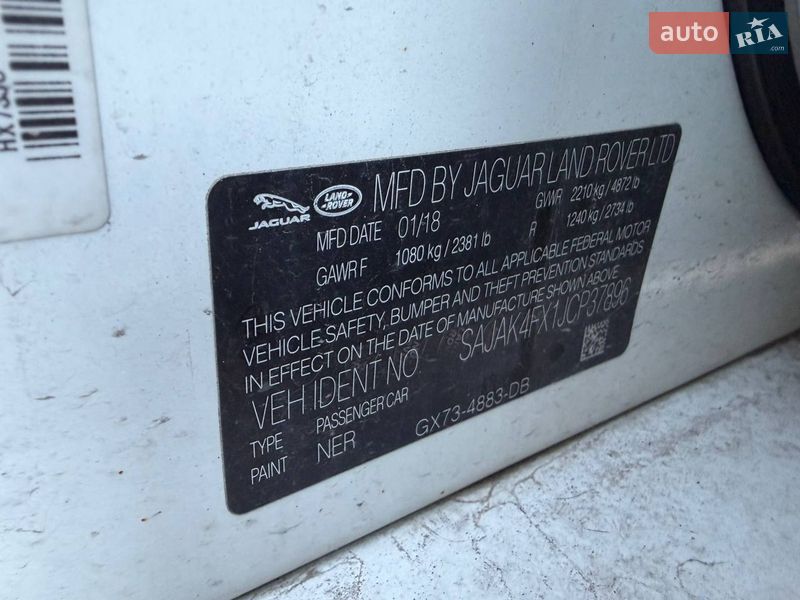 HX7330
auto RIA
.com
JAGUAR
LAND ROVER
MFD BY JAGUAR LAND ROVER LTD
MFD DATE 01/18 GWR 2210 kg / 4872 lb
GAWR F 1080 kg / 2381 lb R 1240 kg / 2734 lb
THIS VEHICLE CONFORMS TO ALL APPLICABLE FEDERAL MOTOR
VEHICLE SAFETY, BUMPER AND THEFT PREVENTION STANDARDS
IN EFFECT ON THE DATE OF MANUFACTURE SHOWN ABOVE
VEH IDENT NO SAJAK4FX1JCP37896
TYPE PASSENGER CAR
PAINT NER GX73-4883-DB